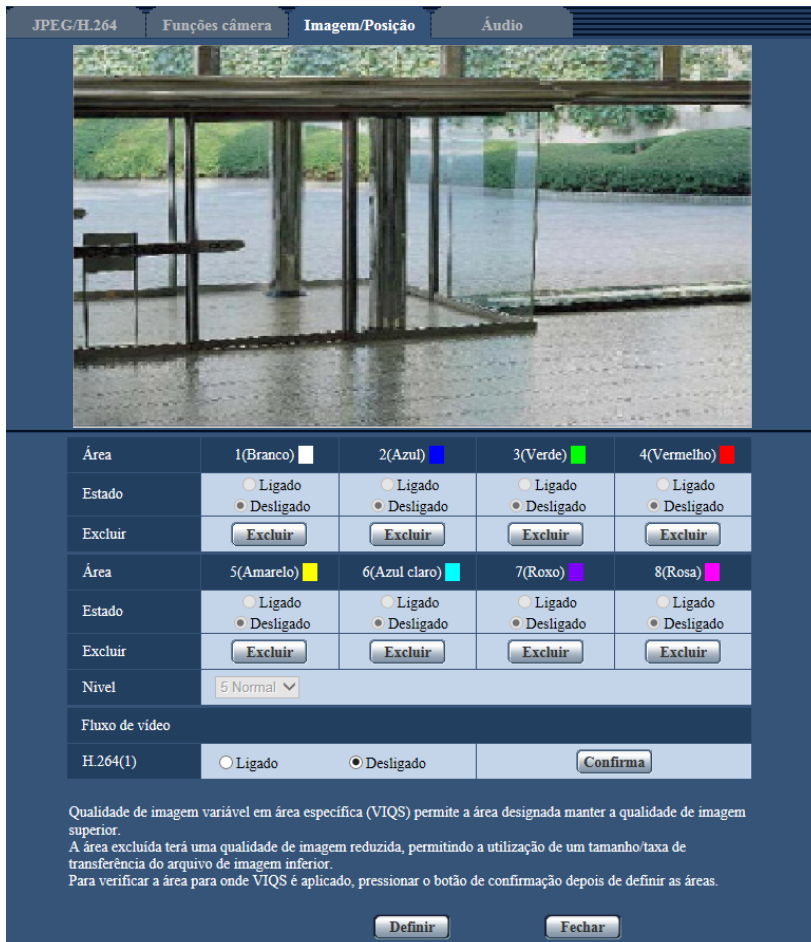 JPEG/H.264 Funções câmera Imagem/Posição Áudio
Área 1(Branco) 2(Azul) 3(Verde) 4(Vermelho)
Estado Ligado Ligado Ligado Ligado
Desligado Desligado Desligado Desligado
Excluir Excluir Excluir Excluir Excluir
Área 5(Amarelo) 6(Azul claro) 7(Roxo) 8(Rosa)
Estado Ligado Ligado Ligado Ligado
Desligado Desligado Desligado Desligado
Excluir Excluir Excluir Excluir Excluir
Nivel 5 Normal
Fluxo de vídeo
H.264(1) Ligado Desligado Confirma
Qualidade de imagem variável em área específica (VIQS) permite a área designada manter a qualidade de imagem
superior.
A área excluída terá uma qualidade de imagem reduzida, permitindo a utilização de um tamanho/taxa de
transferência do arquivo de imagem inferior.
Para verificar a área para onde VIQS é aplicado, pressionar o botão de confirmação depois de definir as áreas.
Definir Fechar